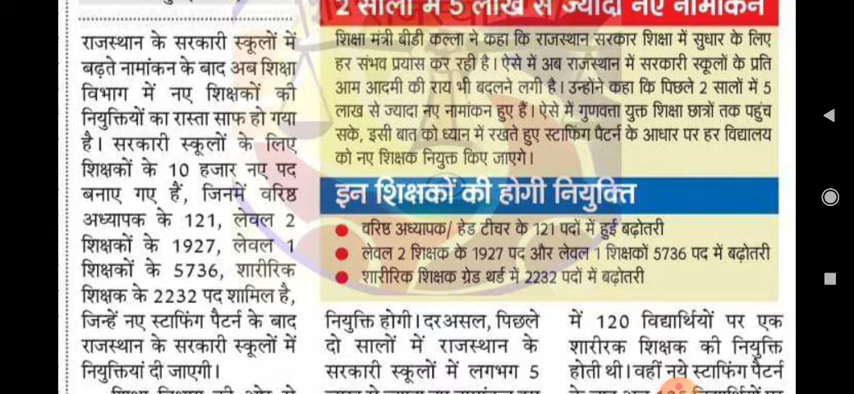 2 सालों में 5 लाख से ज्यादा नए नामांकन
राजस्थान के सरकारी स्कूलों में
बढ़ते नामांकन के बाद अब शिक्षा
विभाग में नए शिक्षकों की
नियुक्तियों का रास्ता साफ हो गया
है। सरकारी स्कूलों के लिए
शिक्षकों के 10 हजार नए पद
बनाए गए हैं, जिनमें वरिष्ठ
अध्यापक के 121, लेवल 2
शिक्षकों के 1927, लेवल 1
शिक्षकों के 5736, शारीरिक
शिक्षक के 2232 पद शामिल है,
जिन्हें नए स्टाफिंग पैटर्न के बाद
राजस्थान के सरकारी स्कूलों में
नियुक्तियां दी जाएगी।
शिक्षा मंत्री बीडी कल्ला ने कहा कि राजस्थान सरकार शिक्षा में सुधार के लिए
हर संभव प्रयास कर रही है। ऐसे में अब राजस्थान में सरकारी स्कूलों के प्रति
आम आदमी की राय भी बदलने लगी है। उन्होंने कहा कि पिछले 2 सालों में 5
लाख से ज्यादा नए नामांकन हुए हैं। ऐसे में गुणवत्ता युक्त शिक्षा छात्रों तक पहुंच
सके, इसी बात को ध्यान में रखते हुए स्टाफिंग पैटर्न के आधार पर हर विद्यालय
को नए शिक्षक नियुक्त किए जाएगे।
इन शिक्षकों की होगी नियुक्ति
वरिष्ठ अध्यापक/ हेड टीचर के 121 पदों में हुई बढ़ोतरी
लेवल 2 शिक्षक के 1927 पद और लेवल 1 शिक्षकों 5736 पद में बढ़ोतरी
शारीरिक शिक्षक ग्रेड थर्ड में 2232 पदों में बढ़ोतरी
नियुक्ति होगी। दरअसल, पिछले
दो सालों में राजस्थान के
सरकारी स्कूलों में लगभग 5
में 120 विद्यार्थियों पर एक
शारीरक शिक्षक की नियुक्ति
होती थी। वहीं नये स्टाफिंग पैटर्न